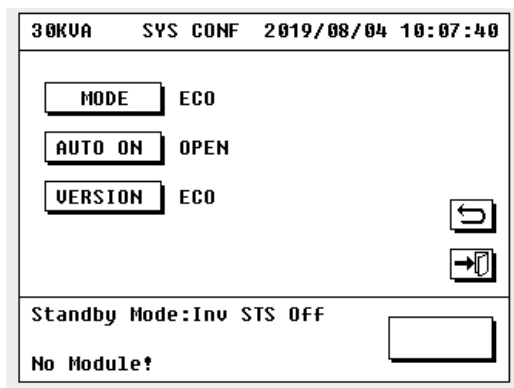 30KVA SYS CONF 2019/08/04 10:07:40
MODE ECO
AUTO ON OPEN
VERSION ECO
Standby Mode:Inv STS Off
No Module!